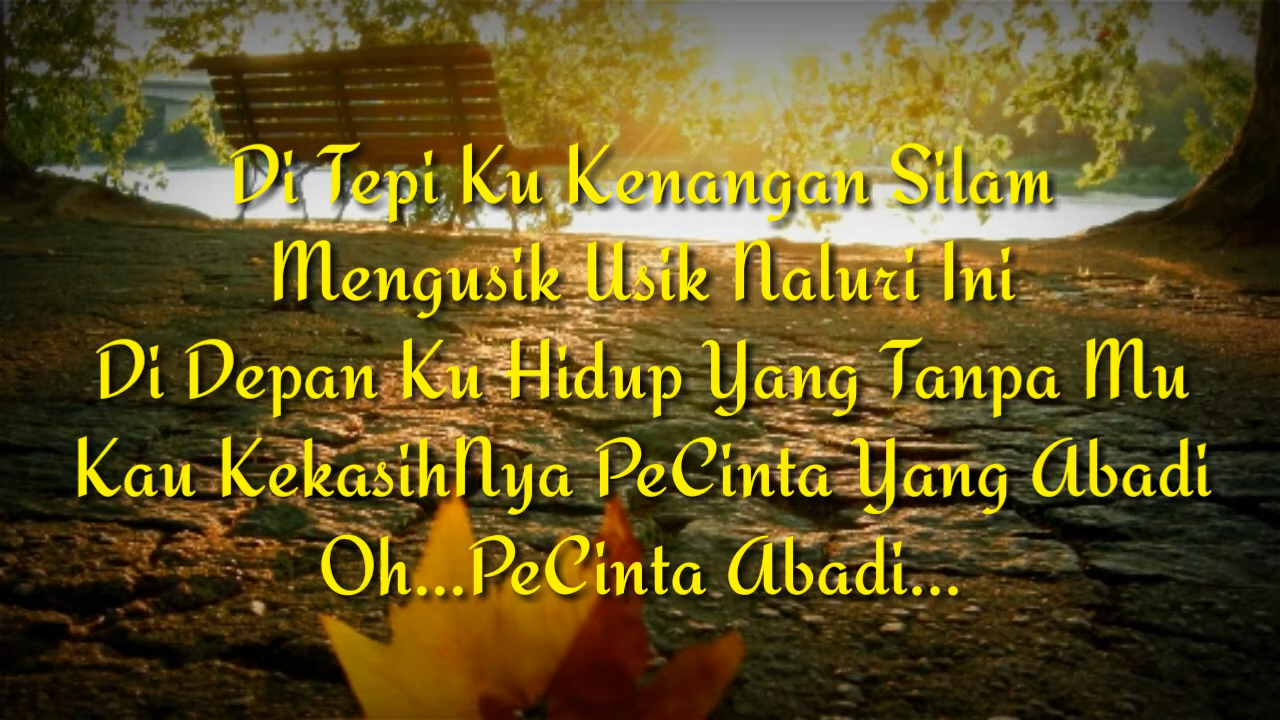 Di Tepi Ku Kenangan Silam
Mengusik Usik Naluri Ini
Di Depan Ku Hidup Yang Tanpa Mu
Kau KekasihNya PeCinta Yang Abadi
Oh...PeCinta Abadi...